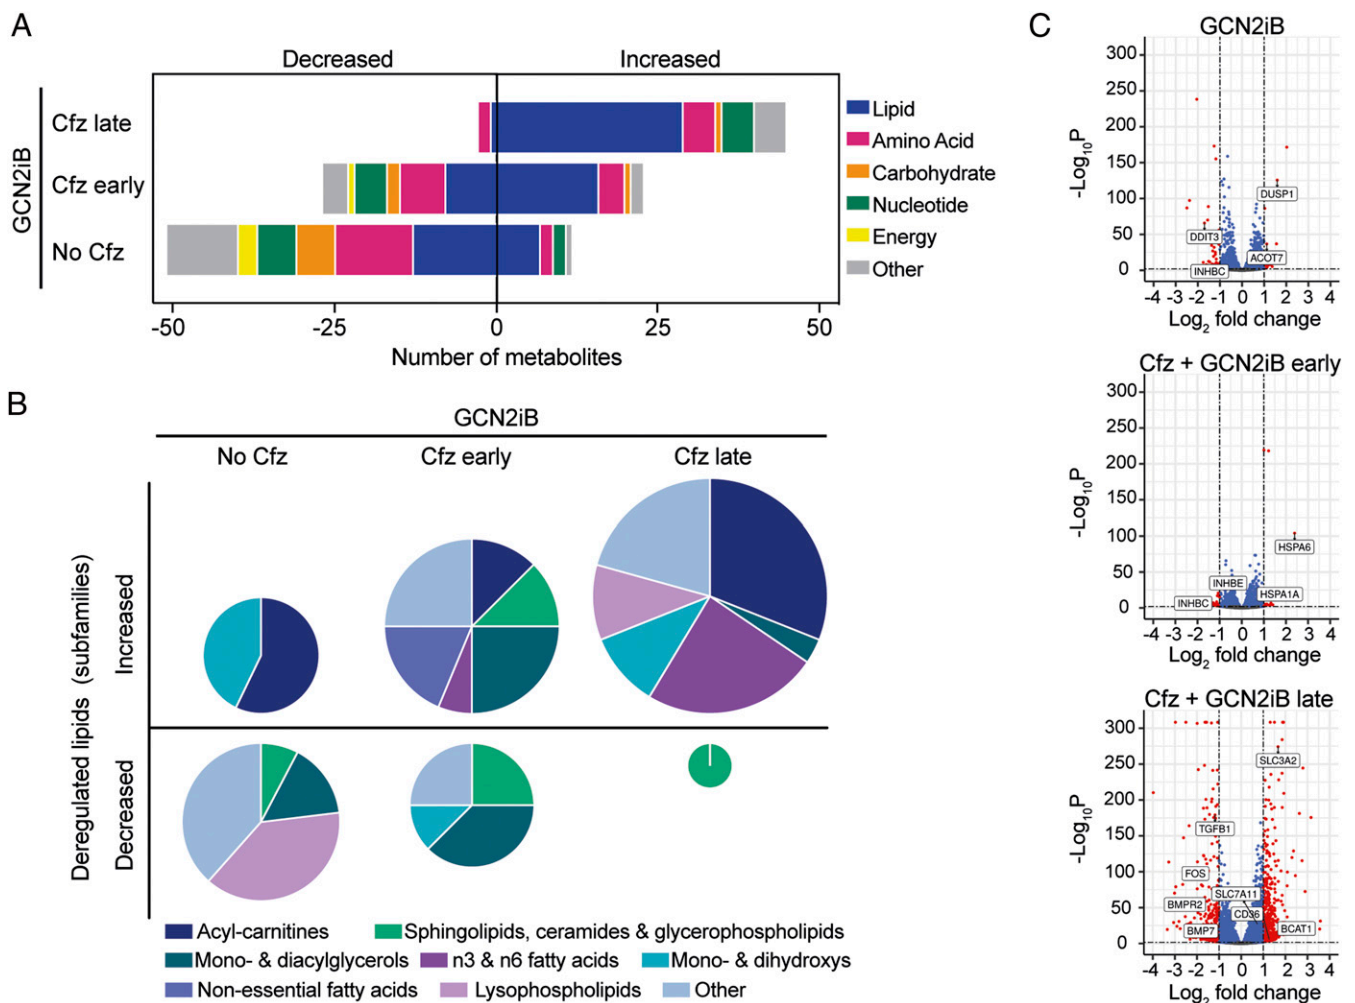 A
Decreased
Increased
GCN2iB
Cfz late
Cfz early
No Cfz
Lipid
Amino Acid
Carbohydrate
Nucleotide
Energy
Other
-50
-25
0
25
50
Number of metabolites
B
GCN2iB
No Cfz
Cfz early
Cfz late
Deregulated lipids (subfamilies)
Increased
Decreased
Acyl-carnitines
Sphingolipids, ceramides & glycerophospholipids
Mono- & diacylglycerols
n3 & n6 fatty acids
Mono- & dihydroxys
Non-essential fatty acids
Lysophospholipids
Other
C
GCN2iB
-Log10P
300
250
200
150
100
50
0
DUSP1
DDIT3
ACOT7
INHBC
-4 -3 -2 -1 0 1 2 3 4
Log2 fold change
Cfz + GCN2iB early
-Log10P
300
250
200
150
100
50
0
HSPA6
INHBE
HSPA1A
INHBC
-4 -3 -2 -1 0 1 2 3 4
Log2 fold change
Cfz + GCN2iB late
-Log10P
300
250
200
150
100
50
0
SLC3A2
TGFB1
FOS
SLC7A11
BMPR2
CD36
BMP7
BCAT1
-4 -3 -2 -1 0 1 2 3 4
Log2 fold change